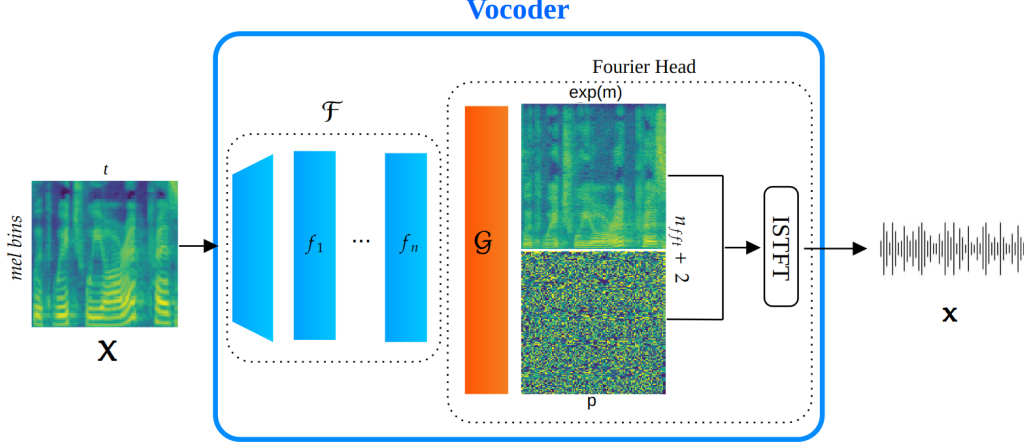 Vocoder
Fourier Head
exp(m)
ℱ
t
mel bins
X
f₁
...
fₙ
𝒢
n_fft + 2
ISTFT
x
p